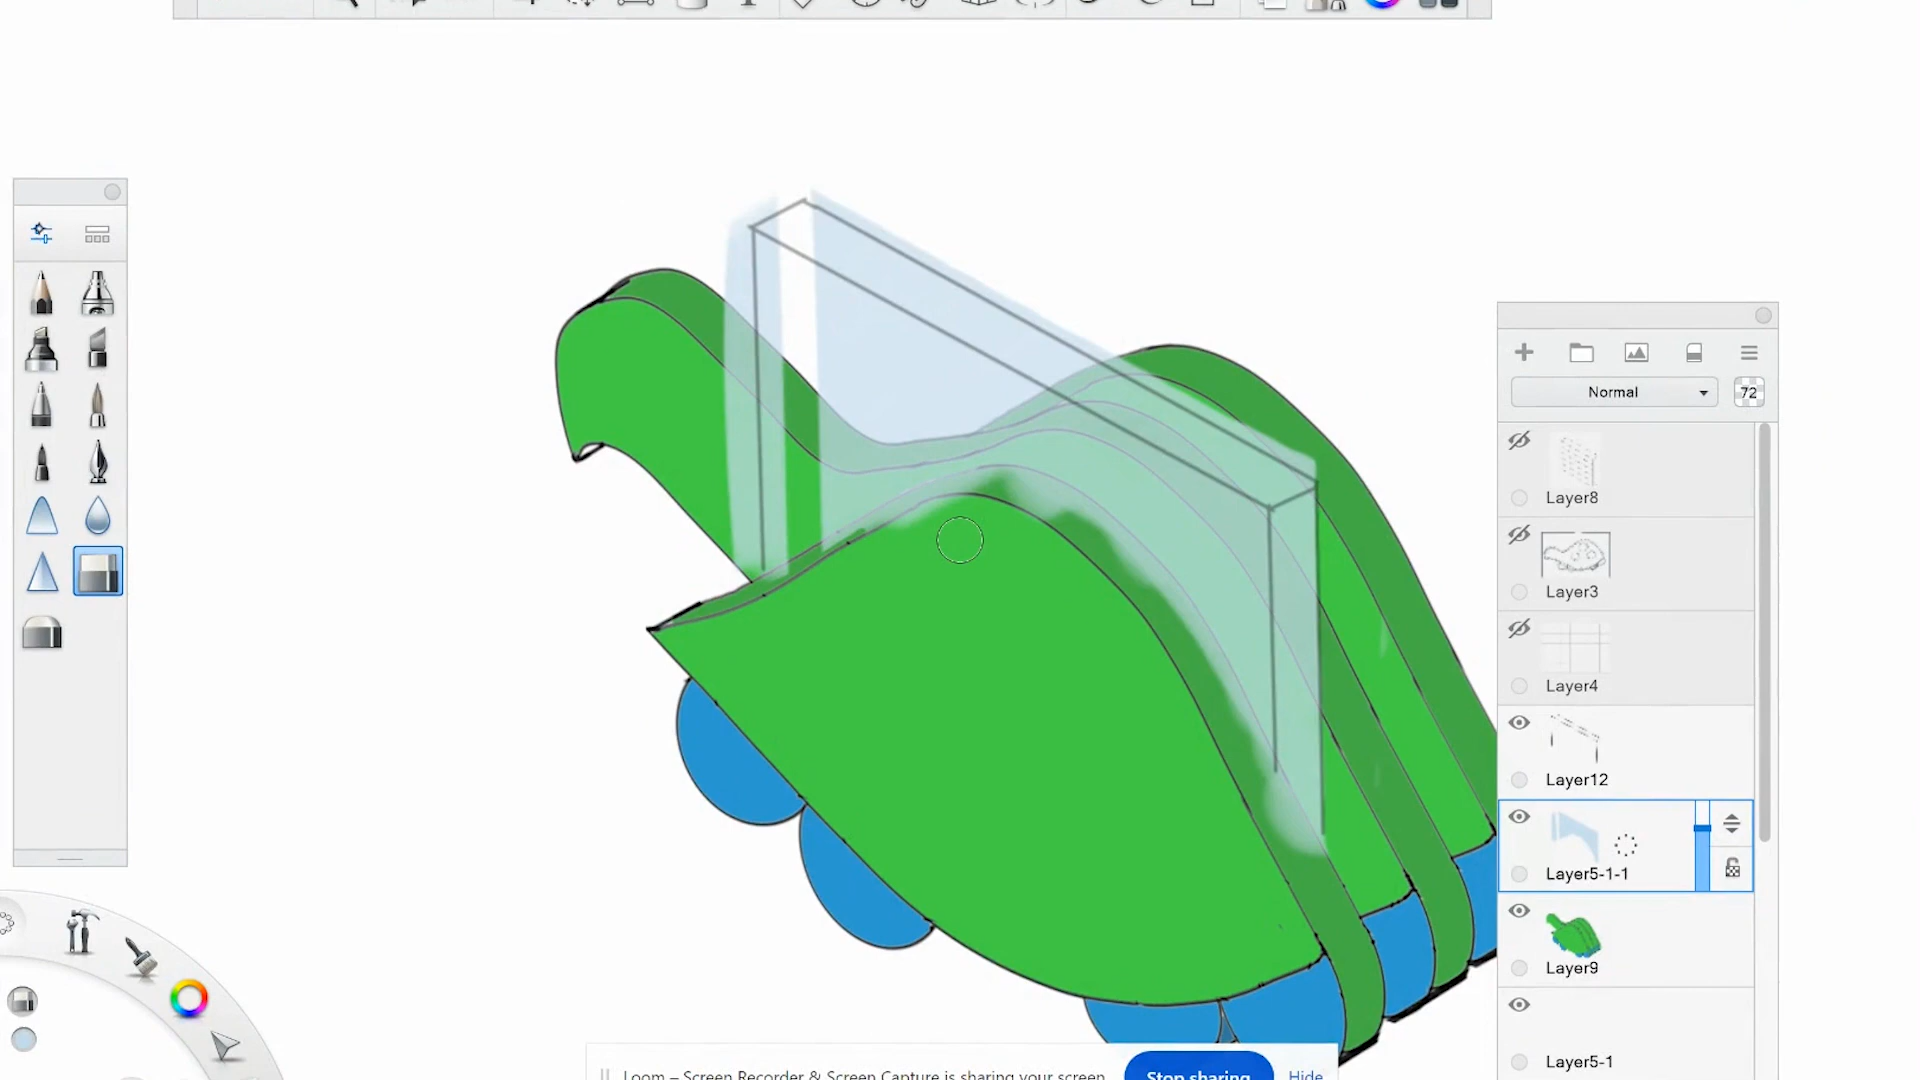 Normal
72
Layer8
Layer3
Layer4
Layer12
Layer5-1-1
Layer9
Layer5-1
Loom – Screen Recorder & Screen Capture is sharing your screen.
Stop sharing
Hide